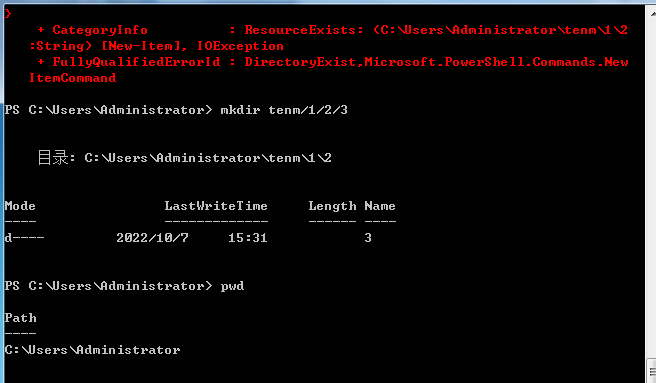 }
    + CategoryInfo          : ResourceExists: (C:\Users\Administrator\tenm\1\2
   :String) [New-Item], IOException
    + FullyQualifiedErrorId : DirectoryExist,Microsoft.PowerShell.Commands.New
   ItemCommand
PS C:\Users\Administrator> mkdir tenm/1/2/3
    目录: C:\Users\Administrator\tenm\1\2
Mode                LastWriteTime     Length Name
----                -------------     ------ ----
d----         2022/10/7     15:31            3
PS C:\Users\Administrator> pwd
Path
----
C:\Users\Administrator